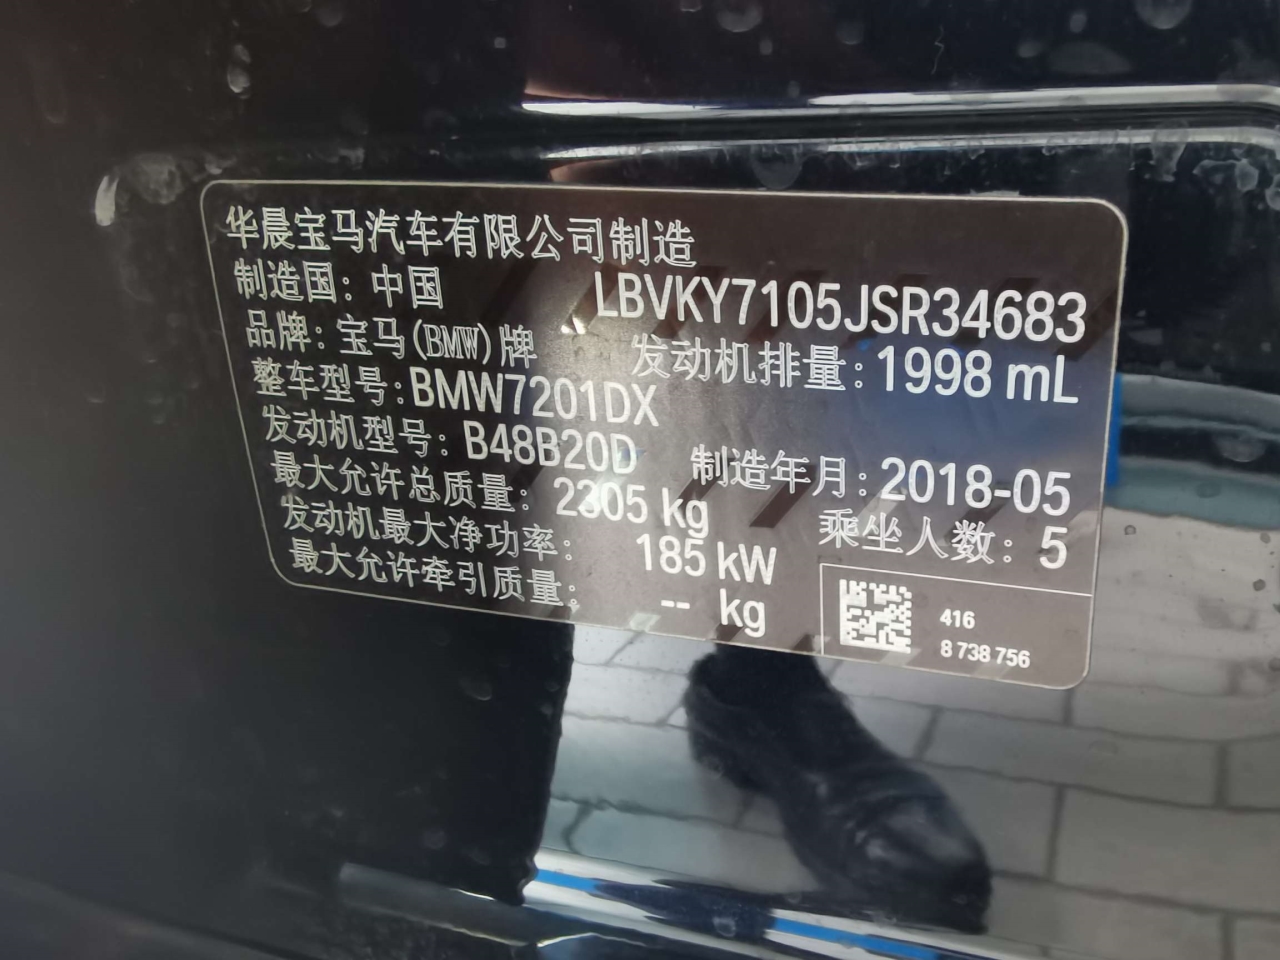 华晨宝马汽车有限公司制造
制造国：中国
LBVKY7105JSR34683
品牌：宝马(BMW)牌
发动机排量：1998 mL
整车型号：BMW7201DX
发动机型号：B48B20D
制造年月：2018-05
最大允许总质量：2305 kg
乘坐人数：5
发动机最大净功率：185 kW
最大允许牵引质量：-- kg
416
8 738 756